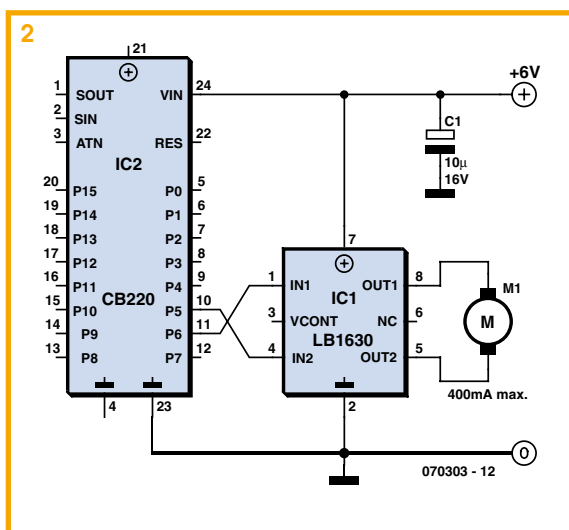 2
21
+6V
1 SOUT VIN 24
2 SIN
3 ATN RES 22
IC2
C1
10µ
16V
20 P15 P0 5
19 P14 P1 6
18 P13 P2 7
17 P12 P3 8
16 P11 P4 9
CB220
15 P10 P5 10
14 P9 P6 11
13 P8 P7 12
4 23
7
1 IN1 OUT1 8
IC1
3 VCONT NC 6
LB1630
4 IN2 OUT2 5
2
M1
M
400mA max.
070303 - 12
0